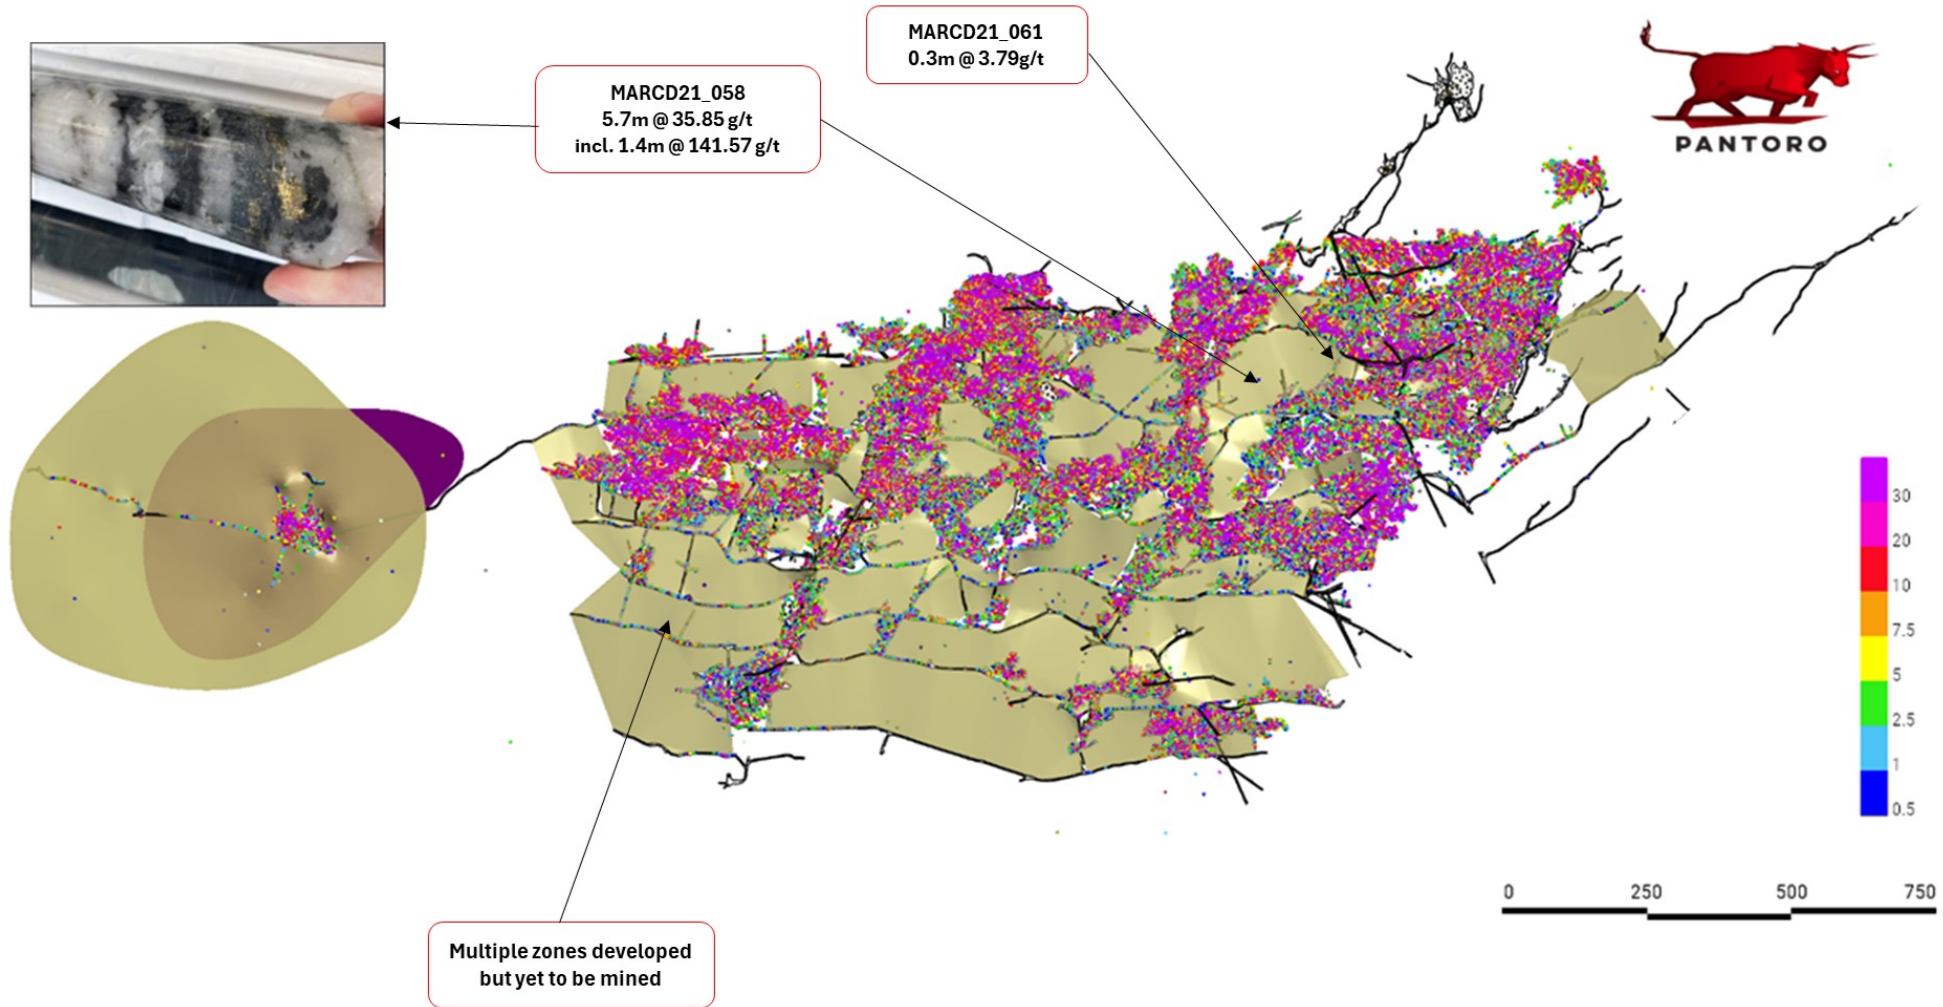 MARCD21_061
0.3m @ 3.79g/t
MARCD21_058
5.7m @ 35.85 g/t
incl. 1.4m @ 141.57 g/t
PANTORO
30
20
10
7.5
5
2.5
1
0.5
0 250 500 750
Multiple zones developed
but yet to be mined